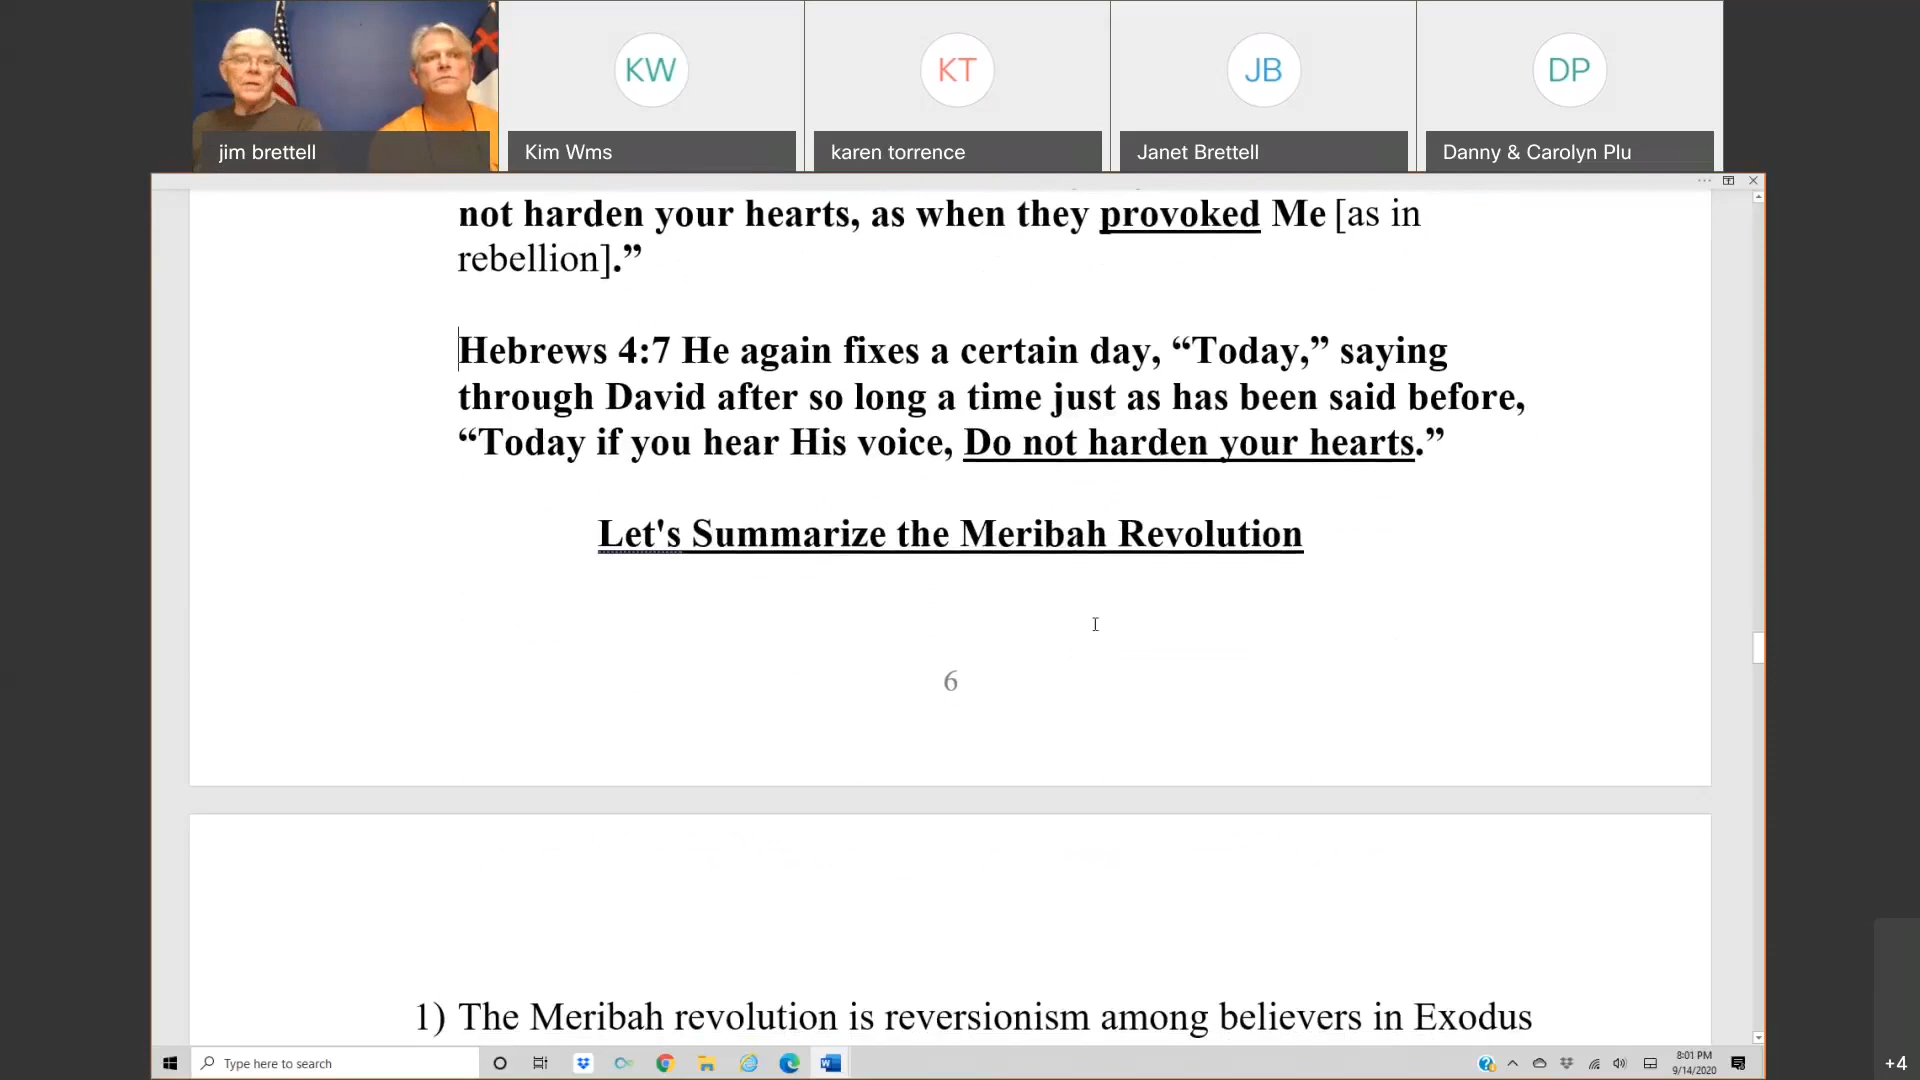 KW
KT
JB
DP
jim brettell
Kim Wms
karen torrence
Janet Brettell
Danny & Carolyn Plu
not harden your hearts, as when they provoked Me [as in
rebellion].”
Hebrews 4:7 He again fixes a certain day, “Today,” saying
through David after so long a time just as has been said before,
“Today if you hear His voice, Do not harden your hearts.”
Let's Summarize the Meribah Revolution
6
1) The Meribah revolution is reversionism among believers in Exodus
Type here to search
8:01 PM
9/14/2020
+4